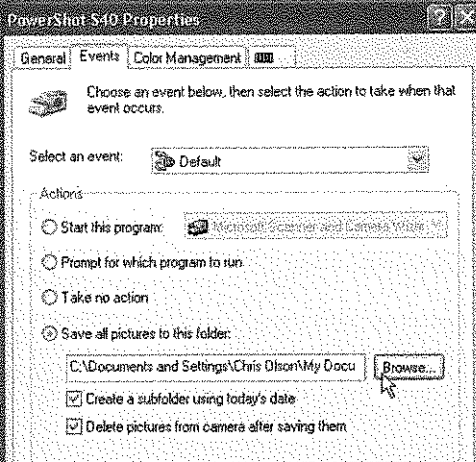 PowerShot S40 Properties
General Events Color Management
Choose an event below, then select the action to take when that
event occurs.
Select an event: Default
Actions
Start this program: Microsoft Scanner and Camera Wizar
Prompt for which program to run
Take no action
Save all pictures to this folder:
C:\Documents and Settings\Chris Olson\My Docu Browse...
Create a subfolder using today's date
Delete pictures from camera after saving them